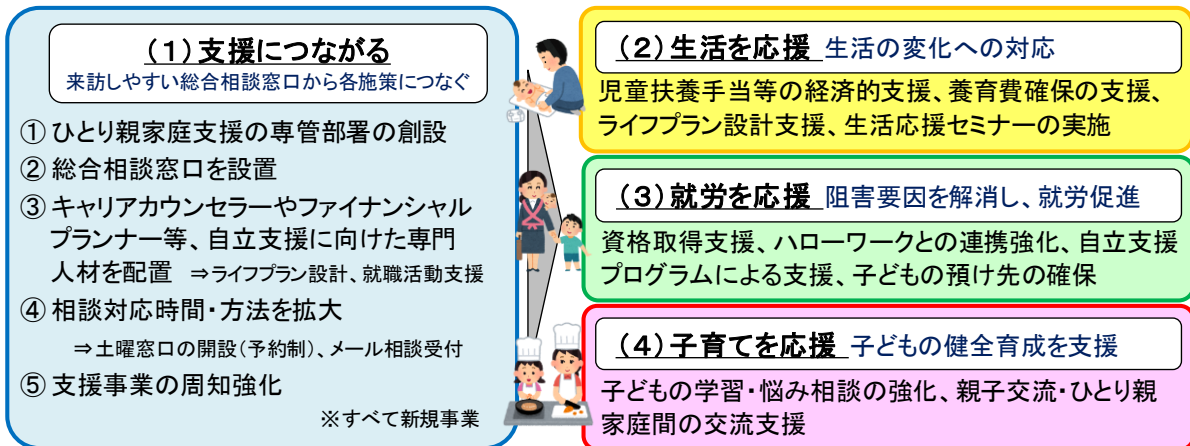 (１)支援につながる
来訪しやすい総合相談窓口から各施策につなぐ
① ひとり親家庭支援の専管部署の創設
② 総合相談窓口を設置
③ キャリアカウンセラーやファイナンシャル
プランナー等、自立支援に向けた専門
人材を配置 ⇒ライフプラン設計、就職活動支援
④ 相談対応時間・方法を拡大
⇒土曜窓口の開設(予約制)、メール相談受付
⑤ 支援事業の周知強化
※すべて新規事業
(２)生活を応援 生活の変化への対応
児童扶養手当等の経済的支援、養育費確保の支援、
ライフプラン設計支援、生活応援セミナーの実施
(３)就労を応援 阻害要因を解消し、就労促進
資格取得支援、ハローワークとの連携強化、自立支援
プログラムによる支援、子どもの預け先の確保
(４)子育てを応援 子どもの健全育成を支援
子どもの学習・悩み相談の強化、親子交流・ひとり親
家庭間の交流支援